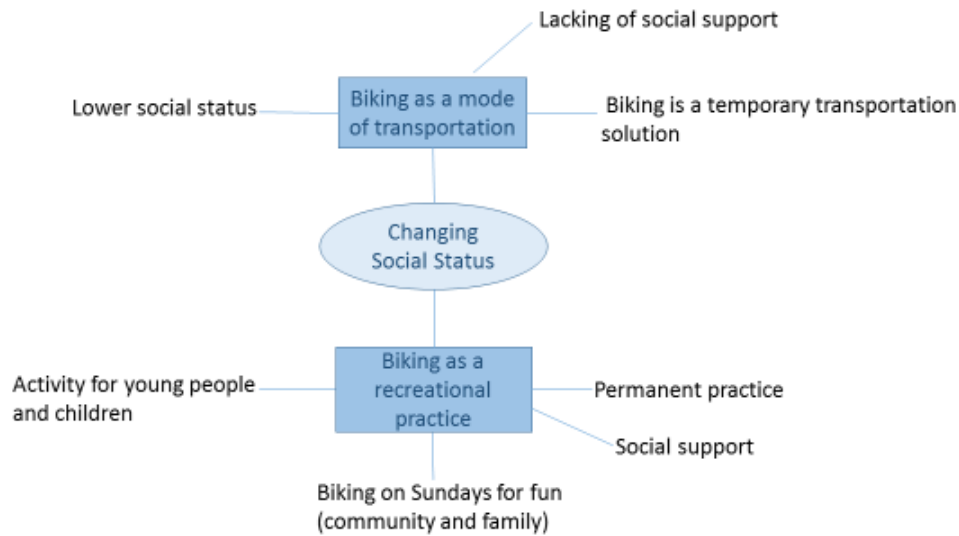 Lacking of social support
Lower social status
Biking as a mode
of transportation
Biking is a temporary transportation
solution
Changing
Social Status
Activity for young people
and children
Biking as a
recreational
practice
Permanent practice
Social support
Biking on Sundays for fun
(community and family)